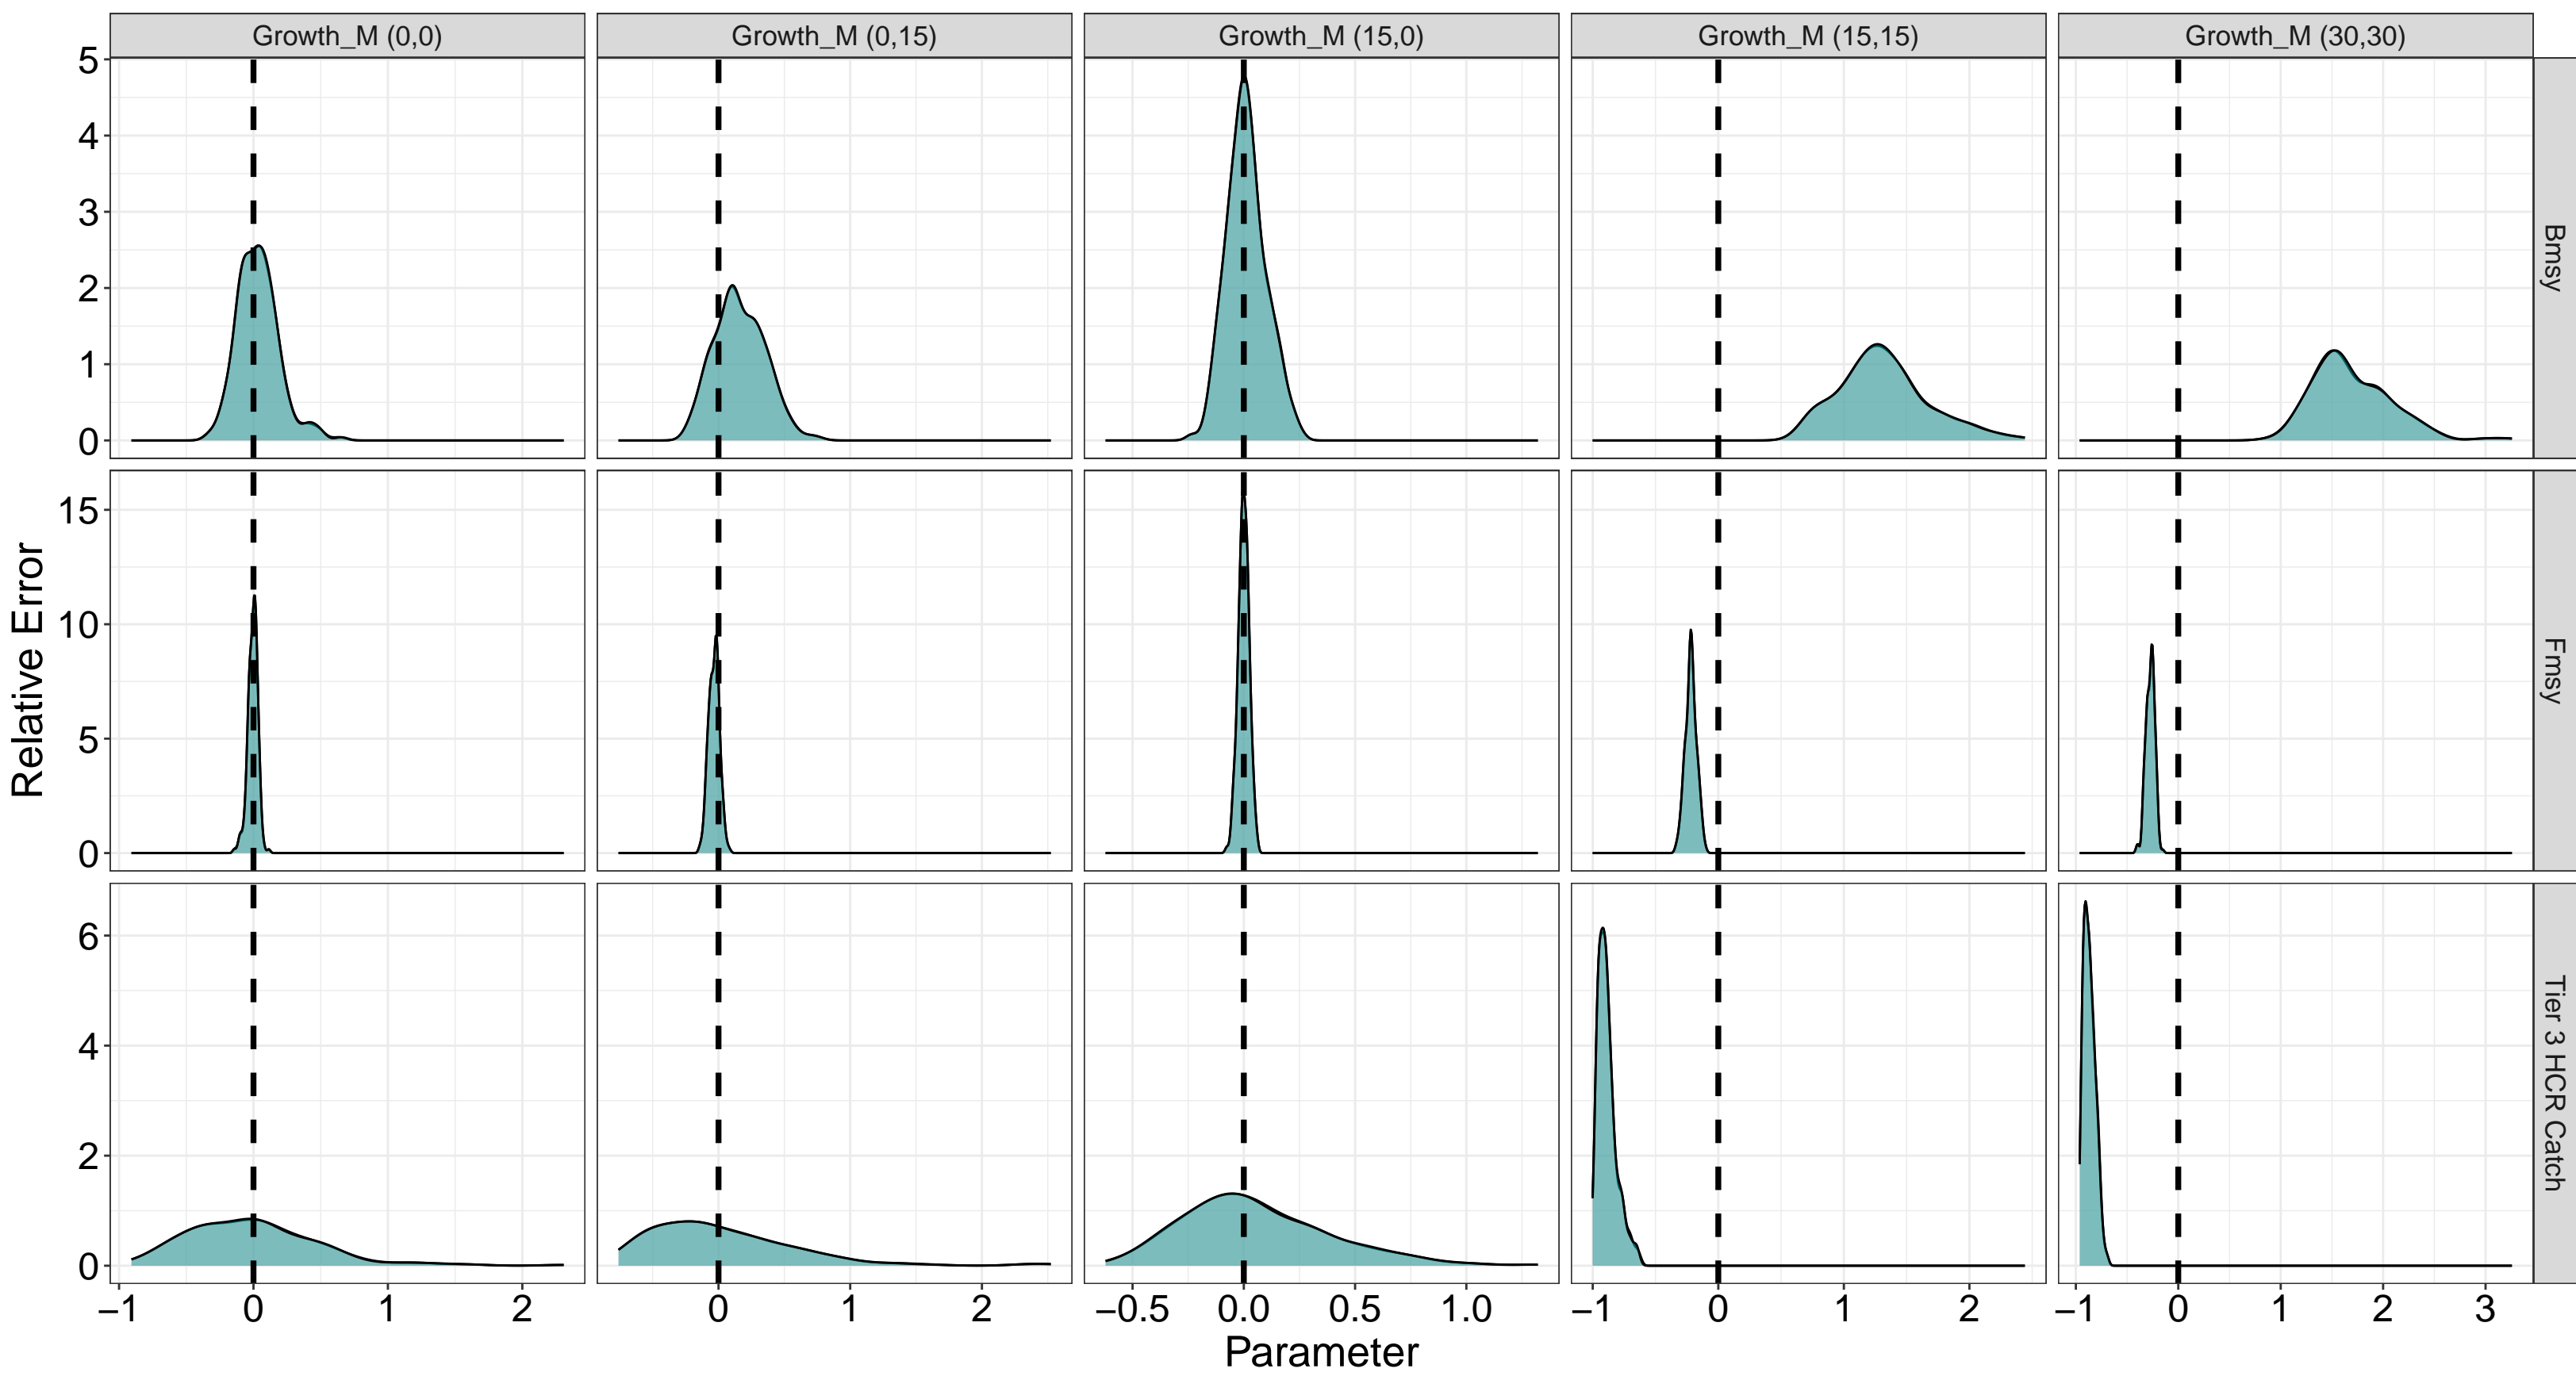 Growth_M (0,0) Growth_M (0,15) Growth_M (15,0) Growth_M (15,15) Growth_M (30,30)
5
4
3
2
1
0
Bmsy
15
10
5
0
Fmsy
6
4
2
0
Tier 3 HCR Catch
Relative Error
−1 0 1 2 0 1 2 −0.5 0.0 0.5 1.0 −1 0 1 2 −1 0 1 2 3
Parameter